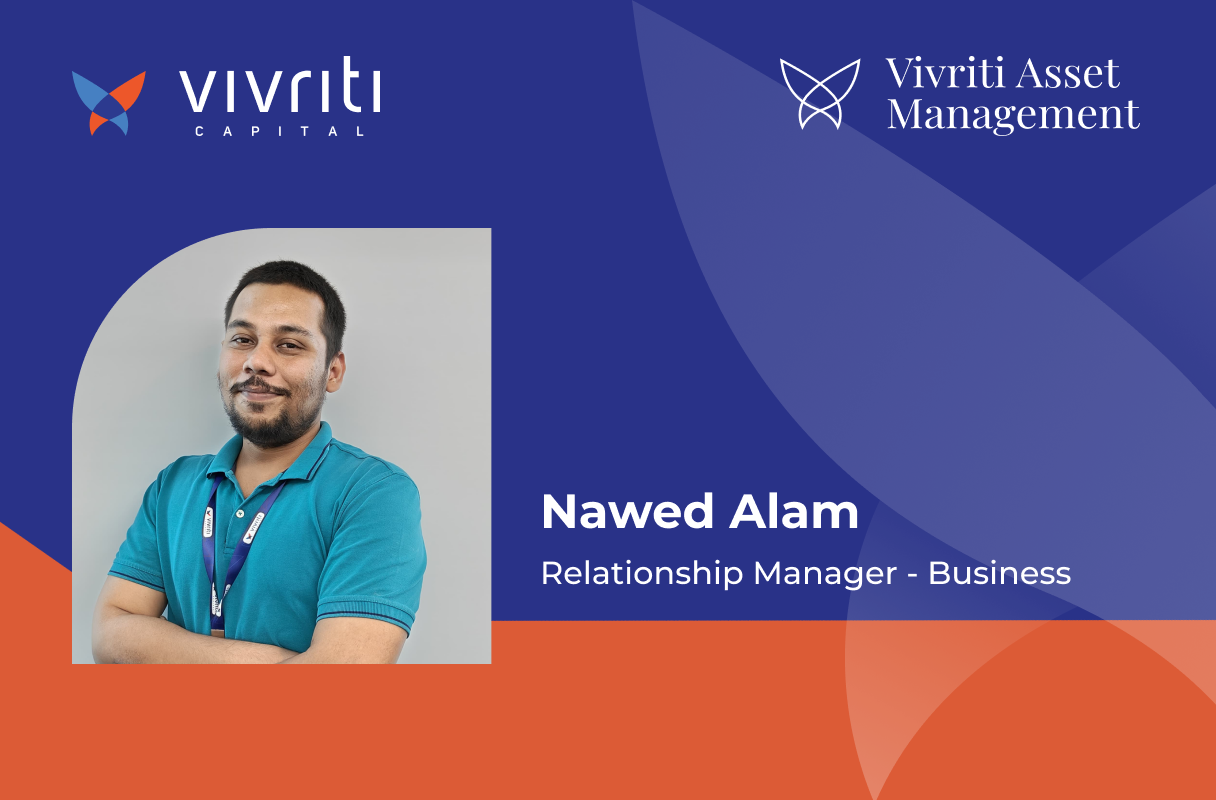 vivriti
CAPITAL
Vivriti Asset
Management
Nawed Alam
Relationship Manager - Business